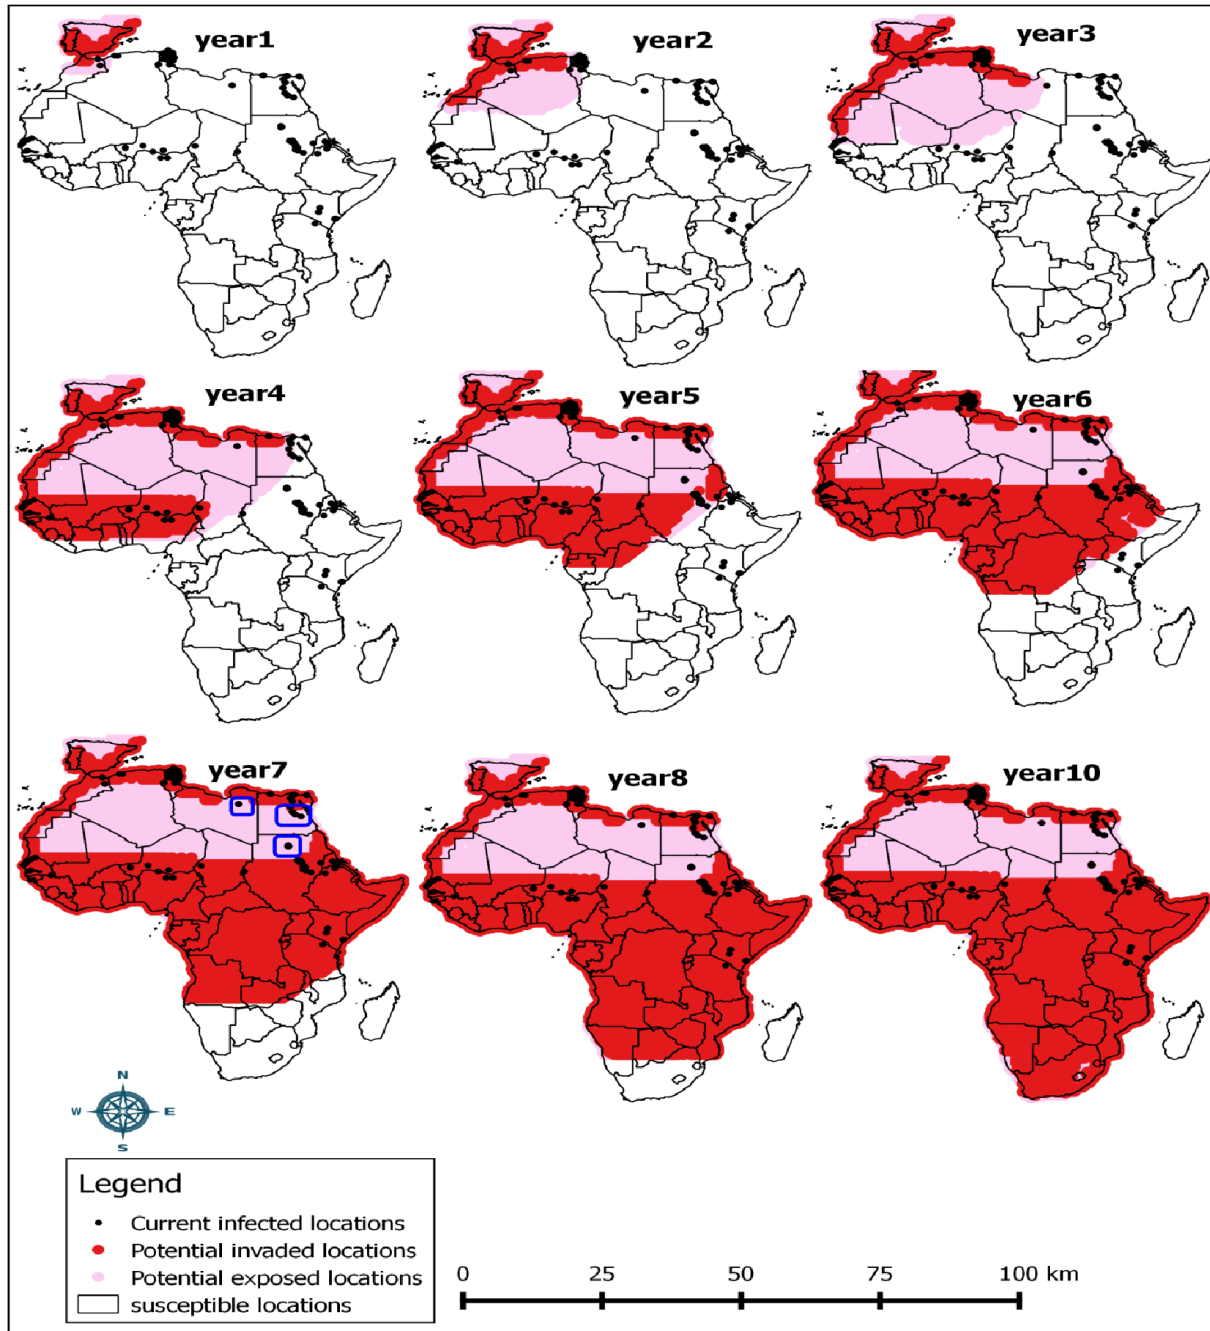 year1
year2
year3
year4
year5
year6
year7
year8
year10
N
W E
S
Legend
Current infected locations
Potential invaded locations
Potential exposed locations
susceptible locations
0 25 50 75 100 km